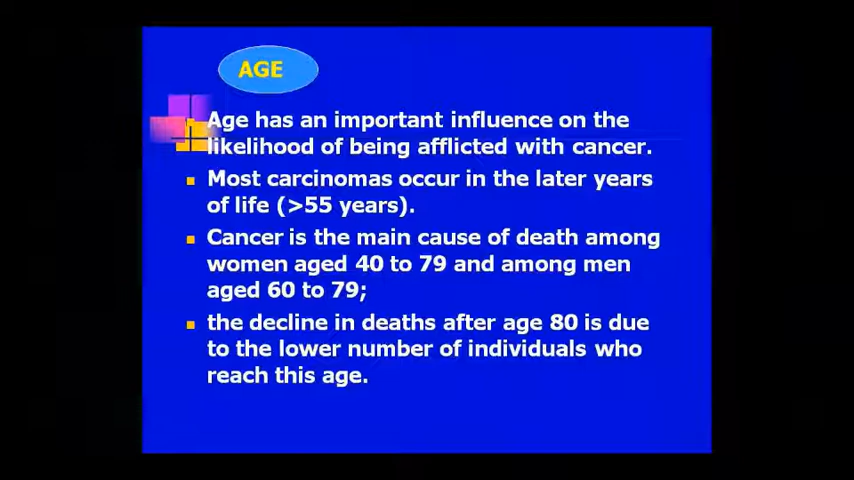 AGE
Age has an important influence on the
likelihood of being afflicted with cancer.
Most carcinomas occur in the later years
of life (>55 years).
Cancer is the main cause of death among
women aged 40 to 79 and among men
aged 60 to 79;
the decline in deaths after age 80 is due
to the lower number of individuals who
reach this age.